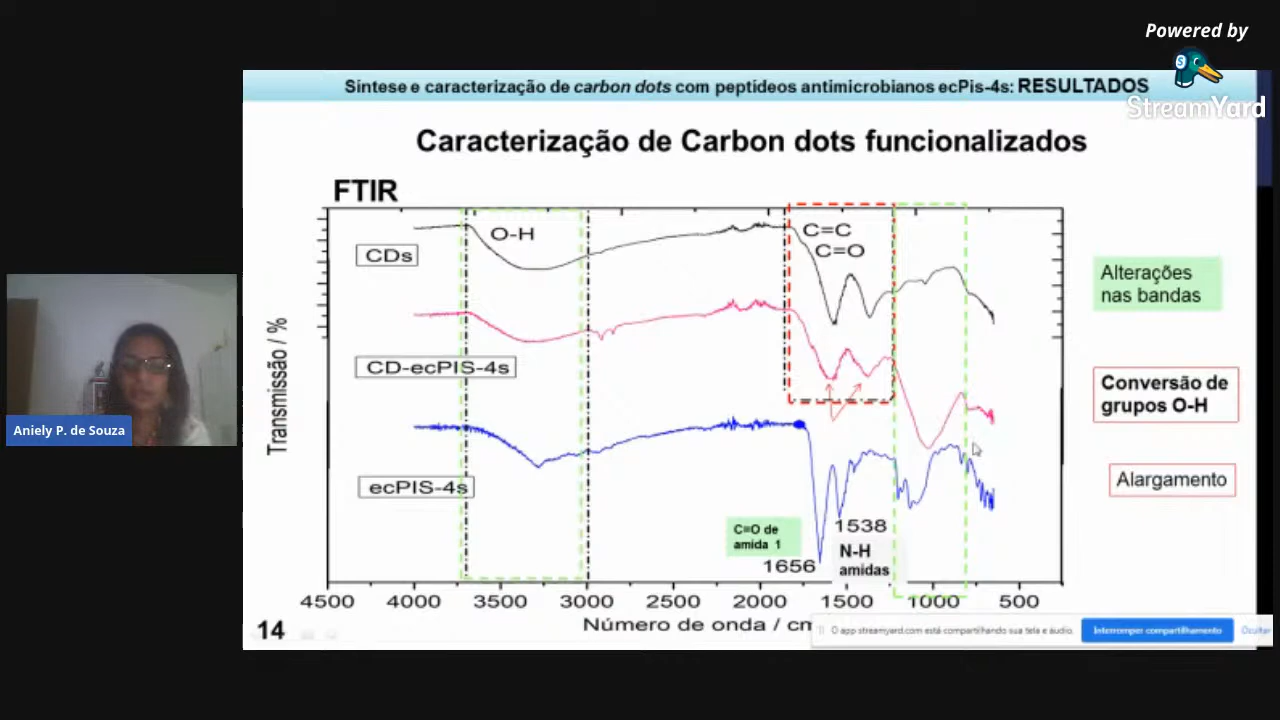 Powered by
StreamYard
Síntese e caracterização de carbon dots com peptídeos antimicrobianos ecPis-4s: RESULTADOS
Caracterização de Carbon dots funcionalizados
FTIR
O-H
C=C
C=O
CDs
CD-ecPIS-4s
ecPIS-4s
Transmissão / %
C=O de
amida 1
1656
1538
N-H
amidas
Alterações
nas bandas
Conversão de
grupos O-H
Alargamento
4500 4000 3500 3000 2500 2000 1500 1000 500
Número de onda / cm
14
O app streamyard.com está compartilhando sua tela e áudio.
Interromper compartilhamento
Ocultar
Aniely P. de Souza